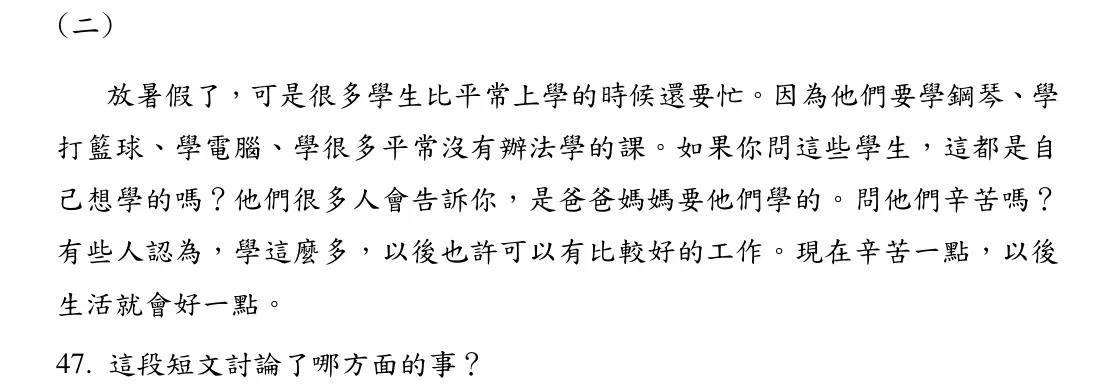 (二)
放暑假了，可是很多學生比平常上學的時候還要忙。因為他們要學鋼琴、學
打籃球、學電腦、學很多平常沒有辦法學的課。如果你問這些學生，這都是自
己想學的嗎？他們很多人會告訴你，是爸爸媽媽要他們學的。問他們辛苦嗎？
有些人認為，學這麼多，以後也許可以有比較好的工作。現在辛苦一點，以後
生活就會好一點。
47. 這段短文討論了哪方面的事？